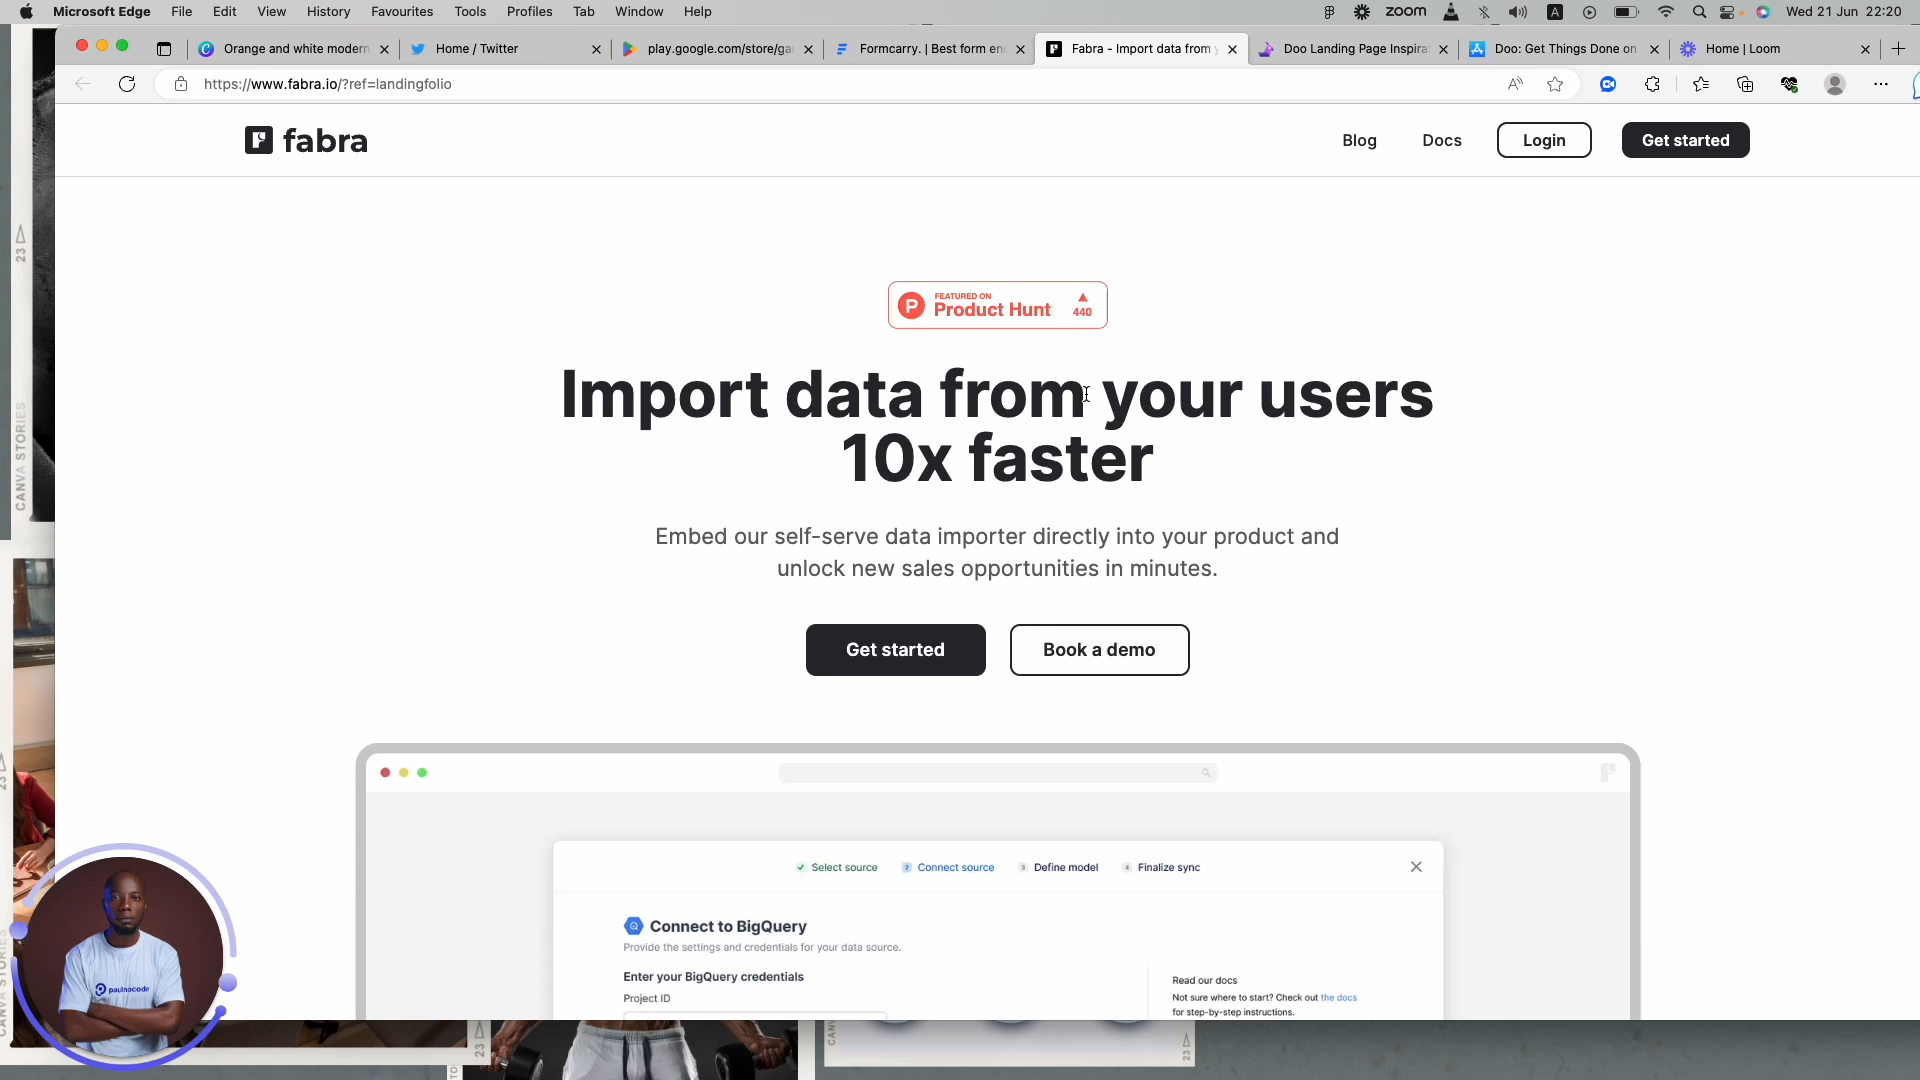 Microsoft Edge File Edit View History Favourites Tools Profiles Tab Window Help zoom A Wed 21 Jun 22:20
Orange and white modern Home / Twitter play.google.com/store/ga Formcarry. | Best form en Fabra - Import data from y Doo Landing Page Inspira Doo: Get Things Done on Home | Loom
https://www.fabra.io/?ref=landingfolio
fabra
Blog Docs Login Get started
FEATURED ON
Product Hunt
440
Import data from your users
10x faster
Embed our self-serve data importer directly into your product and
unlock new sales opportunities in minutes.
Get started Book a demo
Select source 2 Connect source 3 Define model 4 Finalize sync
Connect to BigQuery
Provide the settings and credentials for your data source.
Enter your BigQuery credentials
Project ID
Read our docs
Not sure where to start? Check out the docs
for step-by-step instructions.
CANVA STORIES
23
paulnocode
23
23